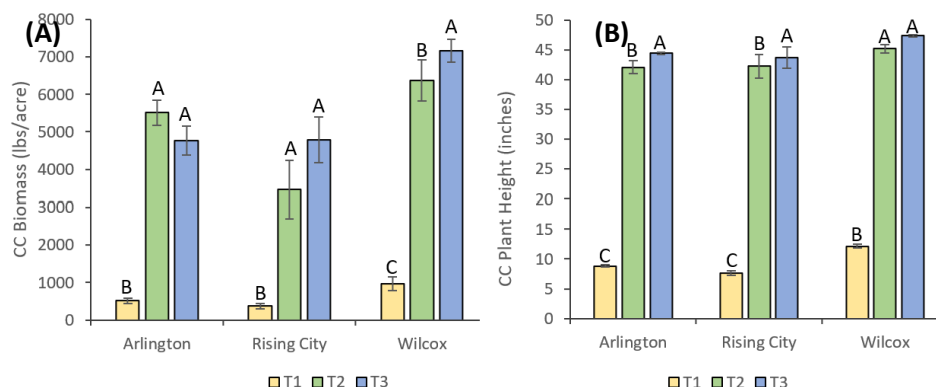 (A)
CC Biomass (lbs/acre)
8000
7000
6000
5000
4000
3000
2000
1000
0
B A A
B A A
C B A
Arlington Rising City Wilcox
T1 T2 T3
(B)
CC Plant Height (inches)
50
45
40
35
30
25
20
15
10
5
0
C B A
C B A
B A A
Arlington Rising City Wilcox
T1 T2 T3